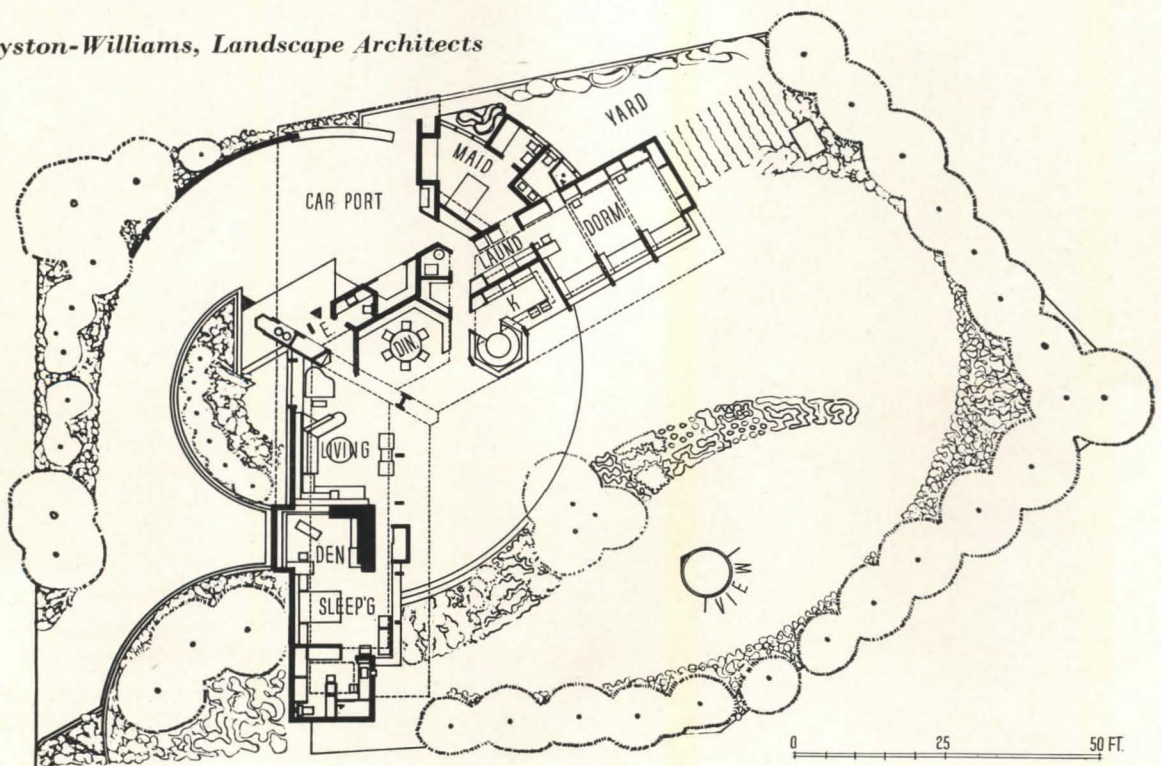 yston-Williams, Landscape Architects
YARD
MAID
CAR PORT
DORM.
LAUND
K
E.
DIN.
LIVING
DEN
SLEEP'G
VIEW
0 25 50 FT.